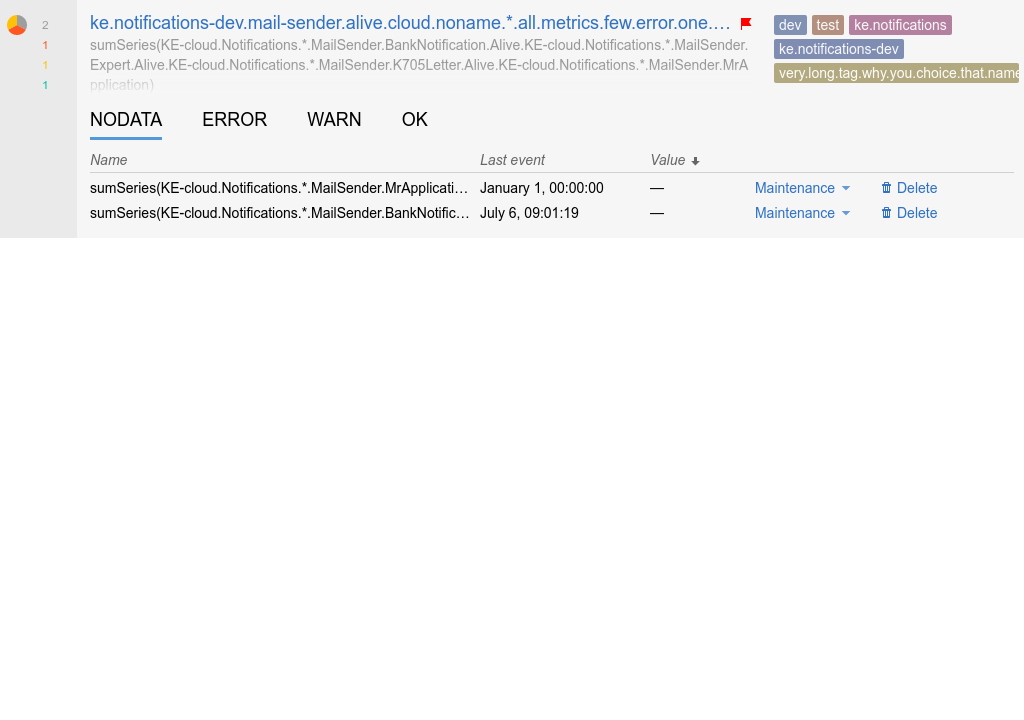 2
1
1
1
ke.notifications-dev.mail-sender.alive.cloud.noname.*.all.metrics.few.error.one.…
sumSeries(KE-cloud.Notifications.*.MailSender.BankNotification.Alive.KE-cloud.Notifications.*.MailSender.
Expert.Alive.KE-cloud.Notifications.*.MailSender.K705Letter.Alive.KE-cloud.Notifications.*.MailSender.MrA
pplication)
dev test ke.notifications
ke.notifications-dev
very.long.tag.why.you.choice.that.name
NODATA ERROR WARN OK
Name Last event Value
sumSeries(KE-cloud.Notifications.*.MailSender.MrApplicati… January 1, 00:00:00 — Maintenance Delete
sumSeries(KE-cloud.Notifications.*.MailSender.BankNotific… July 6, 09:01:19 — Maintenance Delete